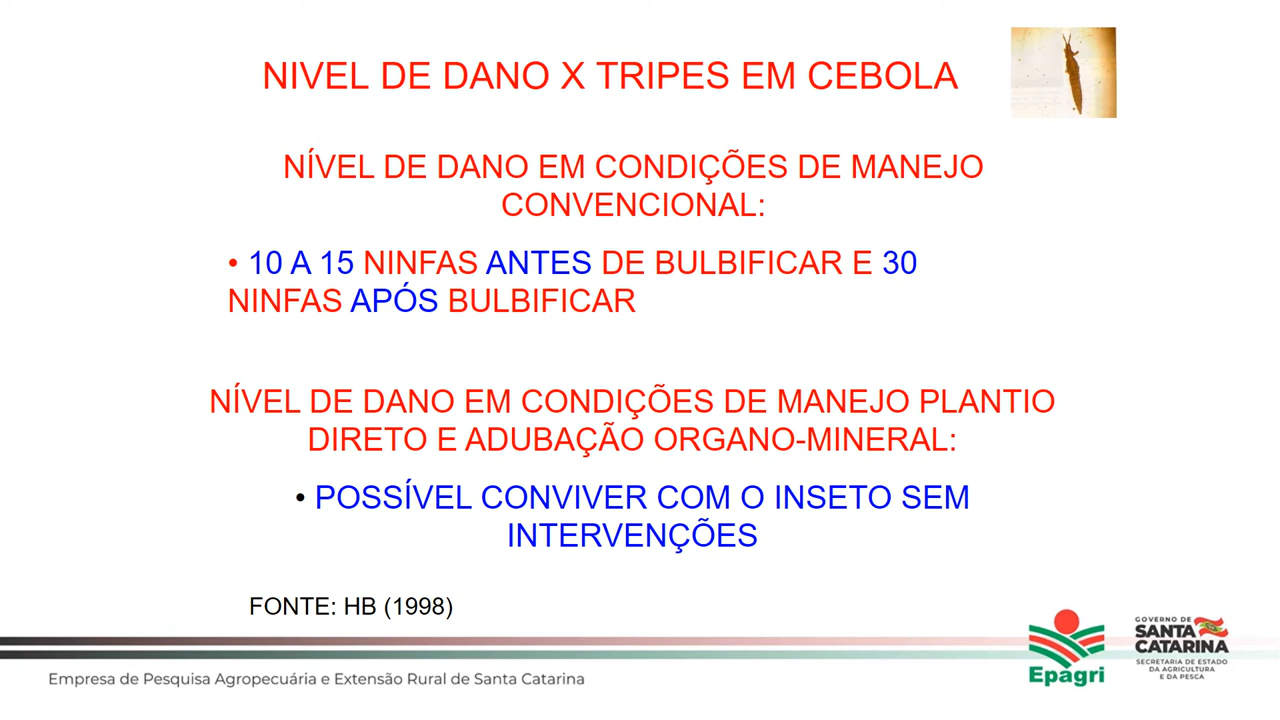 NIVEL DE DANO X TRIPES EM CEBOLA
NÍVEL DE DANO EM CONDIÇÕES DE MANEJO
CONVENCIONAL:
• 10 A 15 NINFAS ANTES DE BULBIFICAR E 30
NINFAS APÓS BULBIFICAR
NÍVEL DE DANO EM CONDIÇÕES DE MANEJO PLANTIO
DIRETO E ADUBAÇÃO ORGANO-MINERAL:
• POSSÍVEL CONVIVER COM O INSETO SEM
INTERVENÇÕES
FONTE: HB (1998)
Empresa de Pesquisa Agropecuária e Extensão Rural de Santa Catarina
Epagri
GOVERNO DE
SANTA
CATARINA
SECRETARIA DE ESTADO
DA AGRICULTURA
E DA PESCA